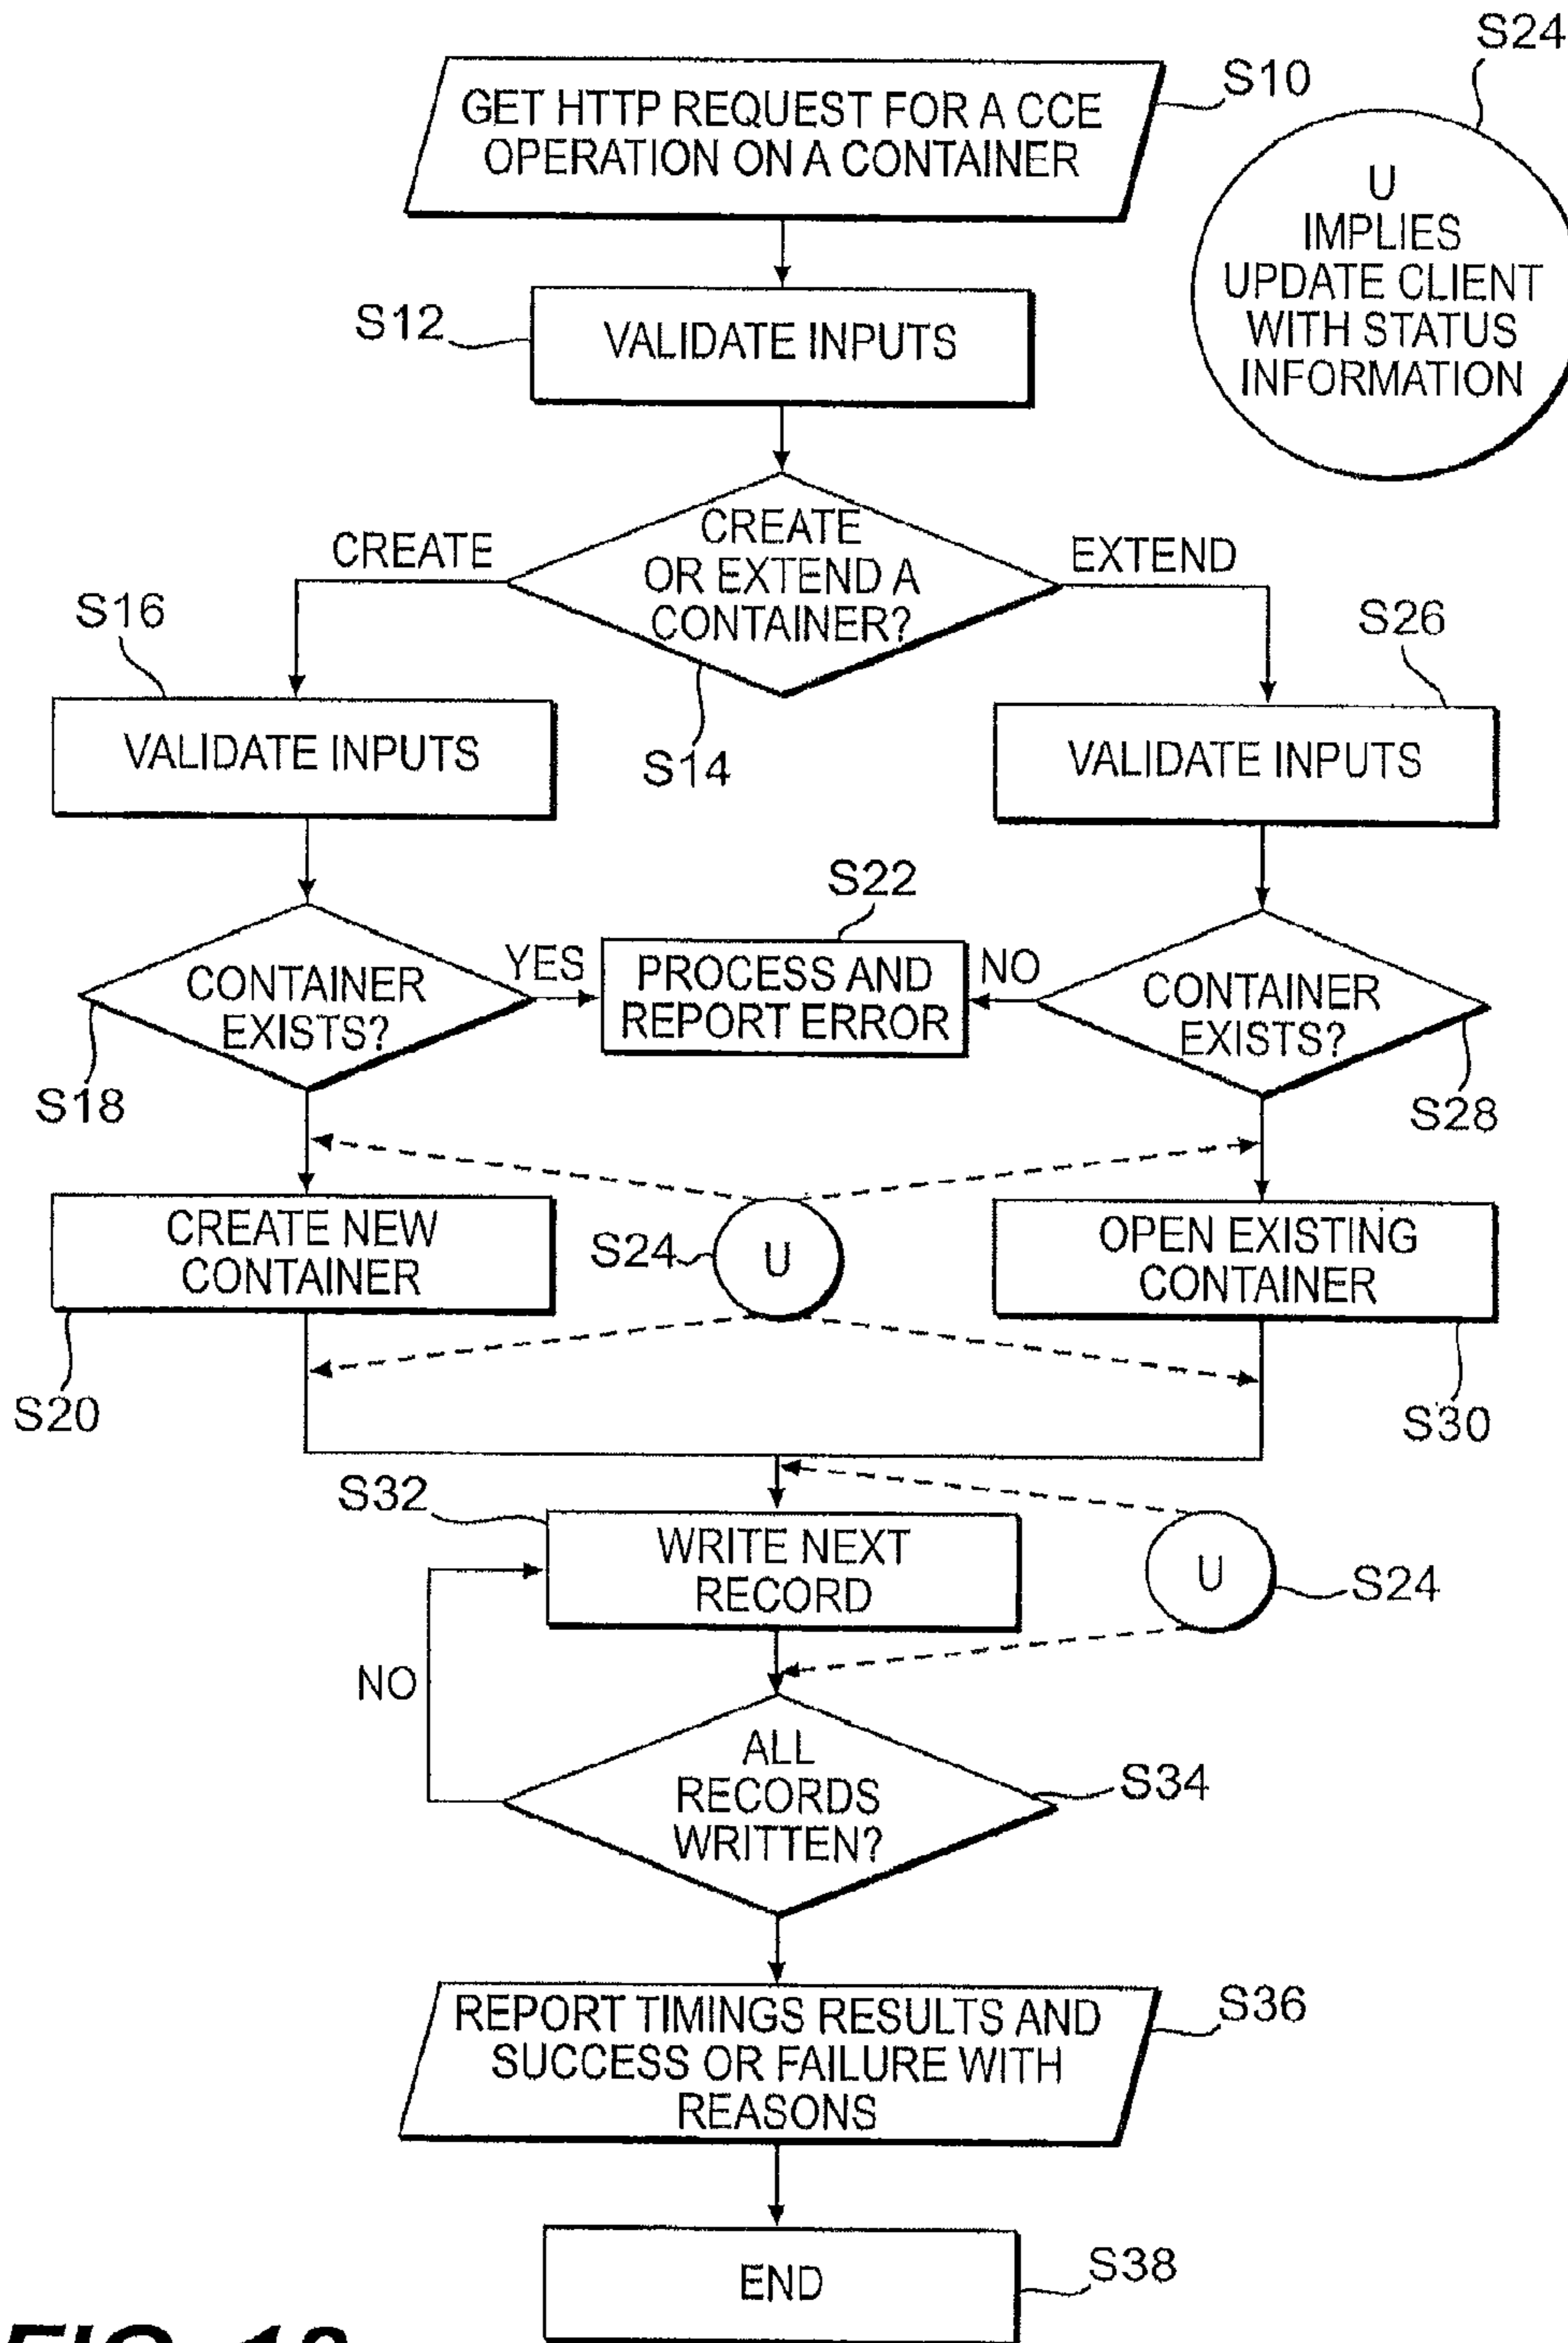 S24
S10
GET HTTP REQUEST FOR A CCE
OPERATION ON A CONTAINER
U
IMPLIES
UPDATE CLIENT
WITH STATUS
INFORMATION
S12
VALIDATE INPUTS
CREATE
CREATE
OR EXTEND A
CONTAINER?
EXTEND
S14
S16
VALIDATE INPUTS
S26
VALIDATE INPUTS
S22
CONTAINER
EXISTS?
YES
PROCESS AND
REPORT ERROR
NO
CONTAINER
EXISTS?
S18
S28
CREATE NEW
CONTAINER
S24
U
OPEN EXISTING
CONTAINER
S20
S30
S32
WRITE NEXT
RECORD
U
S24
NO
ALL
RECORDS
WRITTEN?
S34
REPORT TIMINGS RESULTS AND
SUCCESS OR FAILURE WITH
REASONS
S36
END
S38